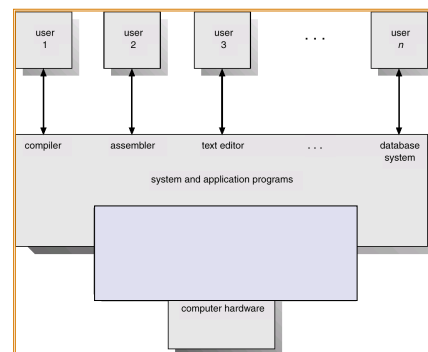 user
1
user
2
user
3
. . .
user
n
compiler
assembler
text editor
. . .
database
system
system and application programs
computer hardware